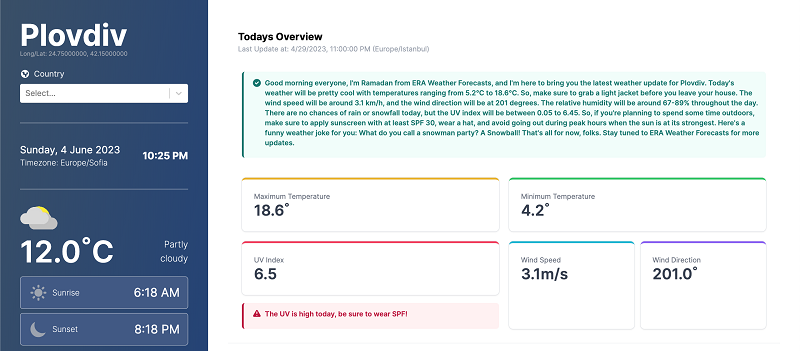 Plovdiv
Long/Lat: 24.75000000, 42.15000000
Country
Select...
Sunday, 4 June 2023
Timezone: Europe/Sofia
10:25 PM
12.0°C
Partly
cloudy
Sunrise
6:18 AM
Sunset
8:18 PM
Todays Overview
Last Update at: 4/29/2023, 11:00:00 PM (Europe/Istanbul)
Good morning everyone, I'm Ramadan from ERA Weather Forecasts, and I'm here to bring you the latest weather update for Plovdiv. Today's
weather will be pretty cool with temperatures ranging from 5.2°C to 18.6°C. So, make sure to grab a light jacket before you leave your house. The
wind speed will be around 3.1 km/h, and the wind direction will be at 201 degrees. The relative humidity will be around 67-89% throughout the day.
There are no chances of rain or snowfall today, but the UV index will be between 0.05 to 6.45. So, if you're planning to spend some time outdoors,
make sure to apply sunscreen with at least SPF 30, wear a hat, and avoid going out during peak hours when the sun is at its strongest. Here's a
funny weather joke for you: What do you call a snowman party? A Snowball! That's all for now, folks. Stay tuned to ERA Weather Forecasts for more
updates.
Maximum Temperature
18.6°
Minimum Temperature
4.2°
UV Index
6.5
Wind Speed
3.1m/s
Wind Direction
201.0°
The UV is high today, be sure to wear SPF!